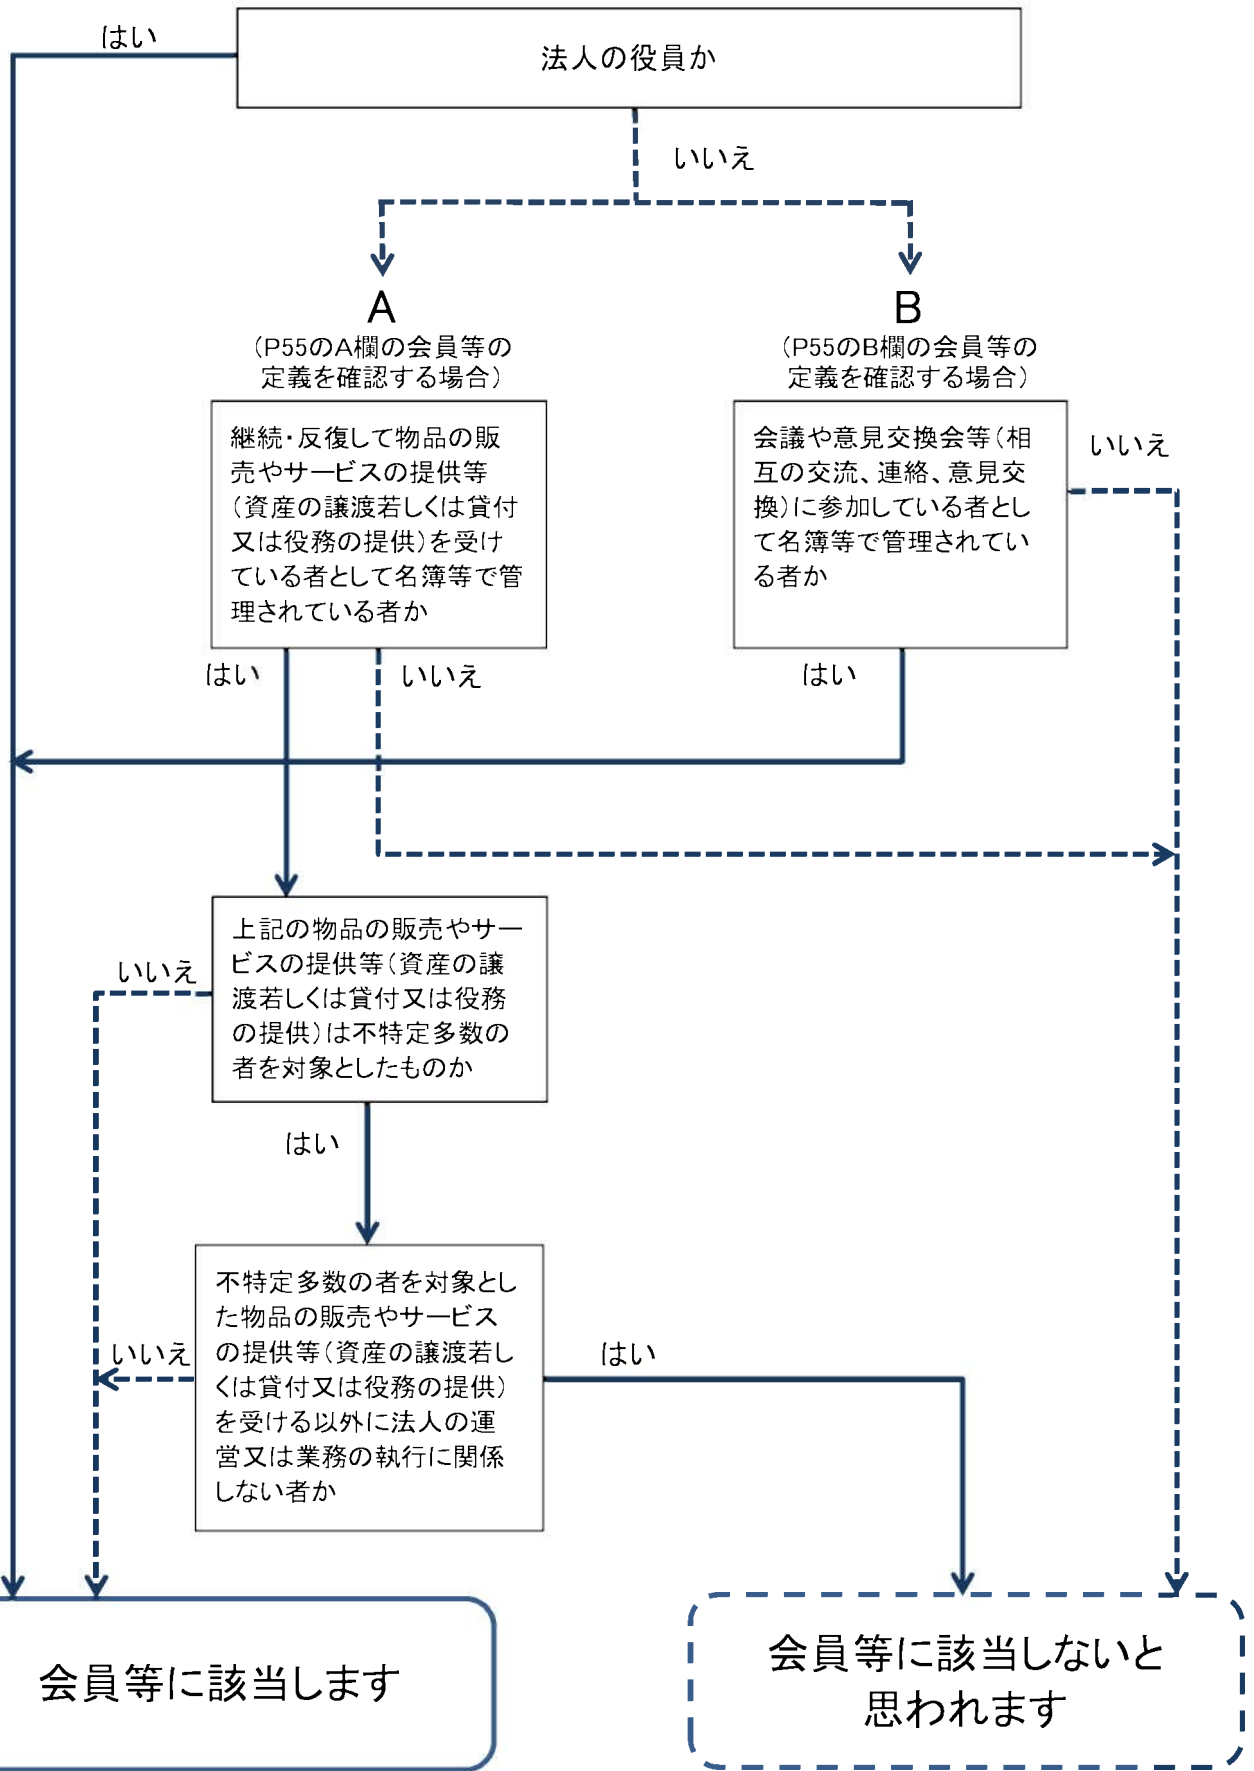 はい
法人の役員か
いいえ
A
(P55のA欄の会員等の
定義を確認する場合)
B
(P55のB欄の会員等の
定義を確認する場合)
継続・反復して物品の販
売やサービスの提供等
(資産の譲渡若しくは貸付
又は役務の提供)を受け
ている者として名簿等で管
理されている者か
会議や意見交換会等(相
互の交流、連絡、意見交
換)に参加している者とし
て名簿等で管理されてい
る者か
いいえ
はい
いいえ
はい
上記の物品の販売やサー
ビスの提供等(資産の譲
渡若しくは貸付又は役務
の提供)は不特定多数の
者を対象としたものか
いいえ
はい
不特定多数の者を対象とし
た物品の販売やサービス
の提供等(資産の譲渡若し
くは貸付又は役務の提供)
を受ける以外に法人の運
営又は業務の執行に関係
しない者か
いいえ
はい
会員等に該当します
会員等に該当しないと
思われます